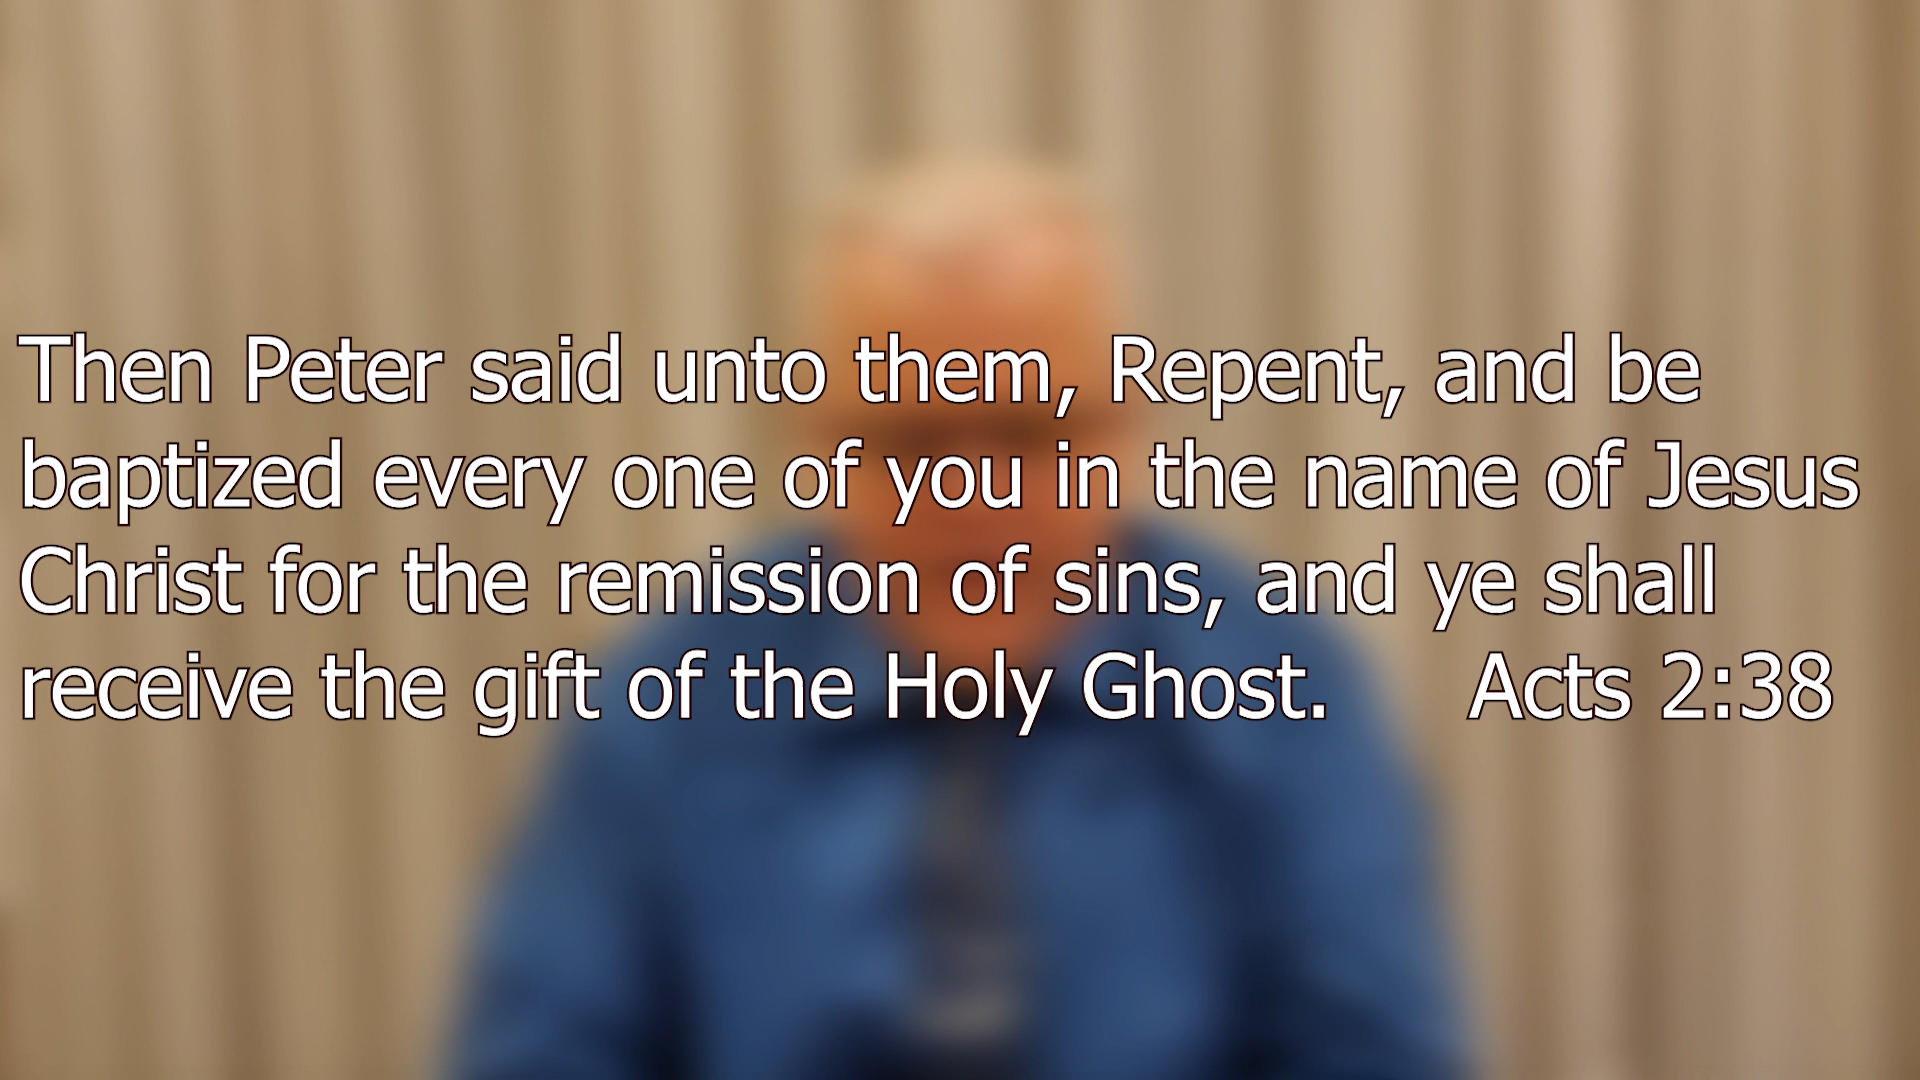 Then Peter said unto them, Repent, and be
baptized every one of you in the name of Jesus
Christ for the remission of sins, and ye shall
receive the gift of the Holy Ghost. Acts 2:38